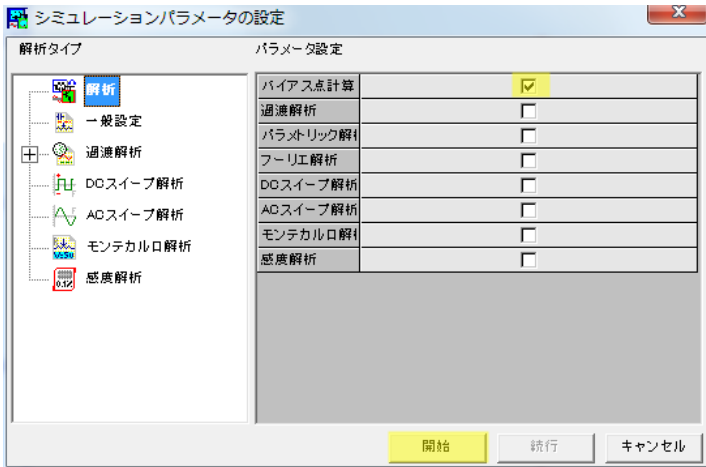 シミュレーションパラメータの設定
解析タイプ
パラメータ設定
解析
一般設定
過渡解析
DCスイープ解析
ACスイープ解析
モンテカルロ解析
感度解析
バイアス点計算
過渡解析
パラメトリック解析
フーリエ解析
DCスイープ解析
ACスイープ解析
モンテカルロ解析
感度解析
開始
続行
キャンセル